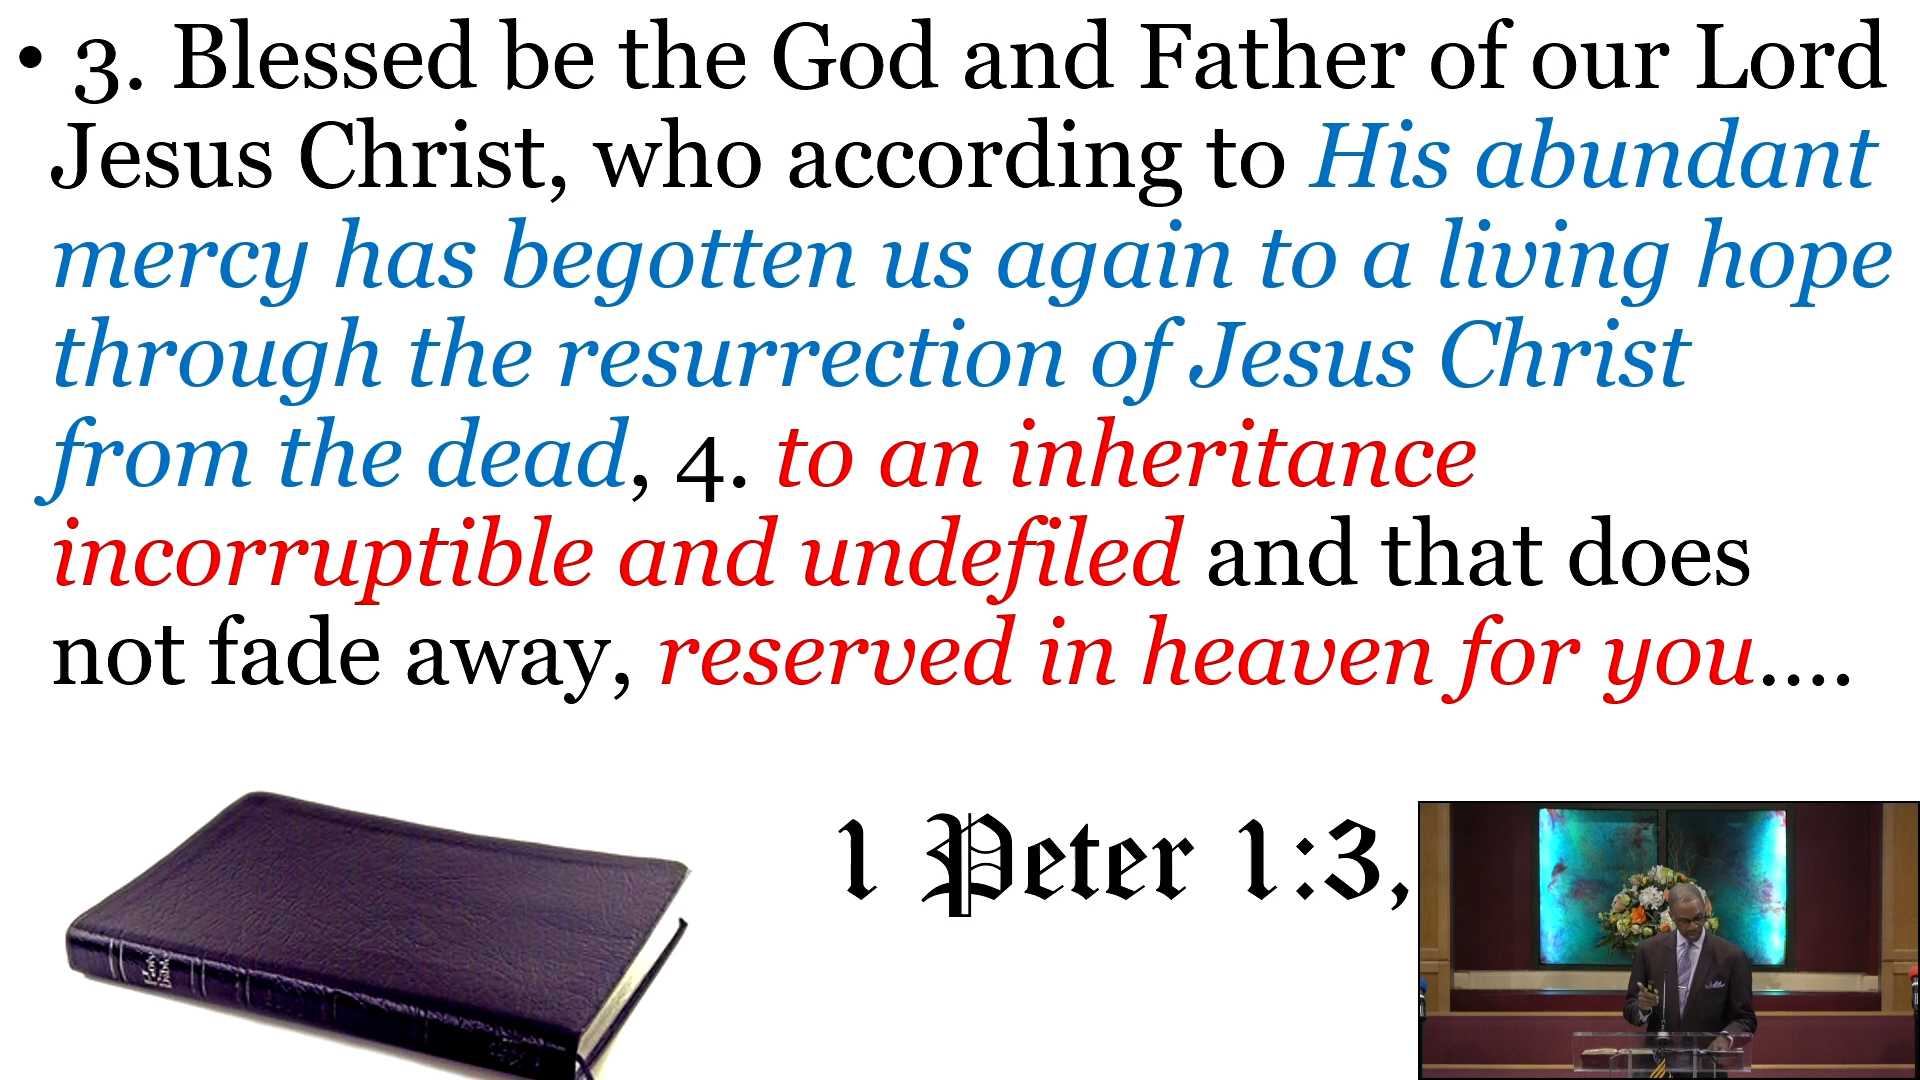 • 3. Blessed be the God and Father of our Lord
Jesus Christ, who according to His abundant
mercy has begotten us again to a living hope
through the resurrection of Jesus Christ
from the dead, 4. to an inheritance
incorruptible and undefiled and that does
not fade away, reserved in heaven for you....
1 Peter 1:3,
Holy
Bible